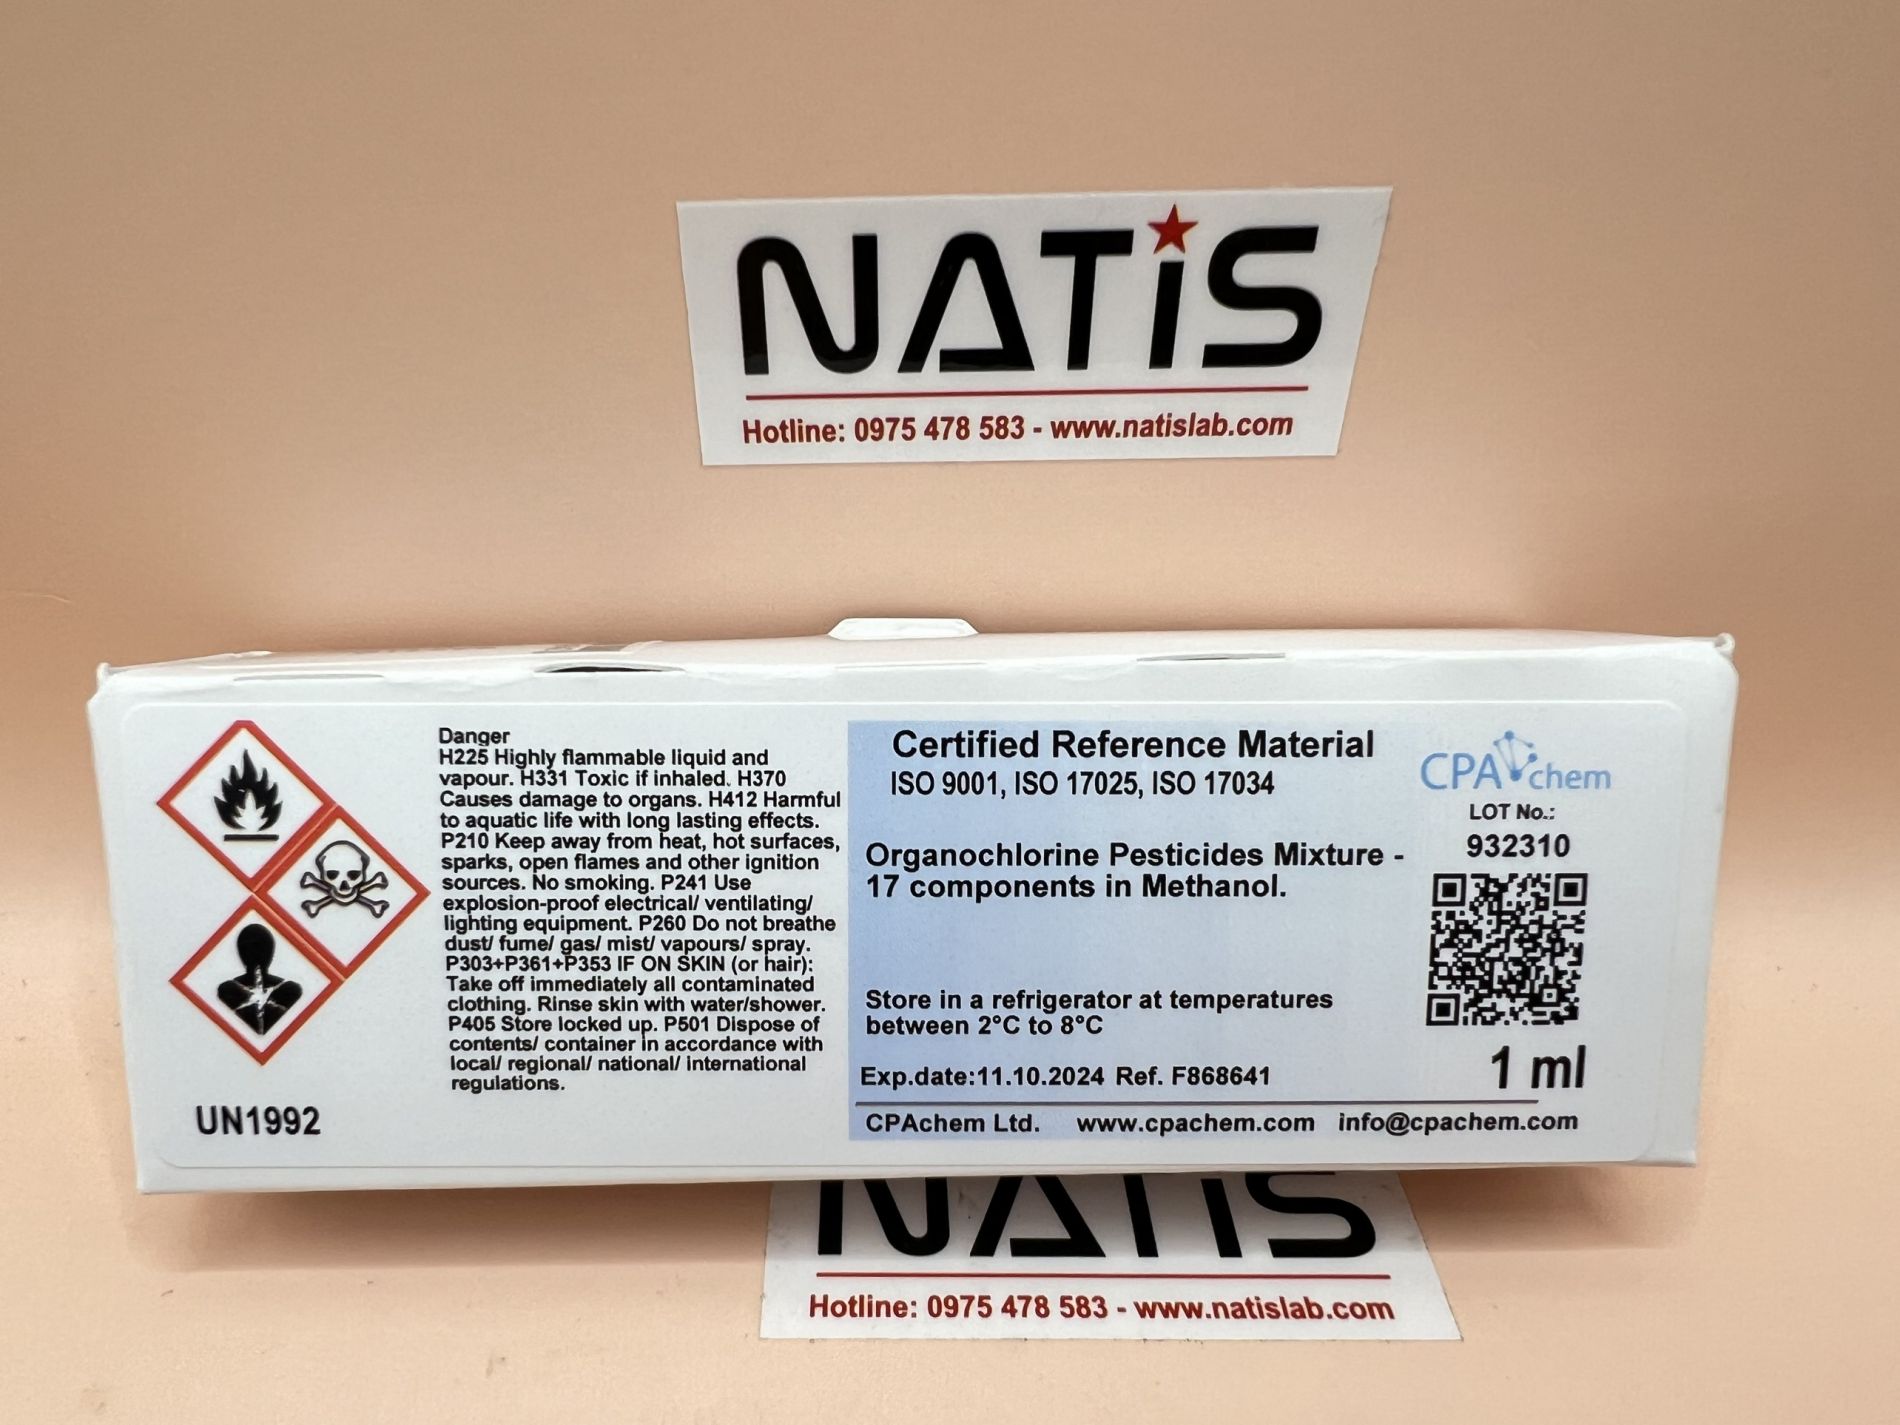 NATiS
Hotline: 0975 478 583 - www.natislab.com
Danger
H225 Highly flammable liquid and
vapour. H331 Toxic if inhaled. H370
Causes damage to organs. H412 Harmful
to aquatic life with long lasting effects.
P210 Keep away from heat, hot surfaces,
sparks, open flames and other ignition
sources. No smoking. P241 Use
explosion-proof electrical/ ventilating/
lighting equipment. P260 Do not breathe
dust/ fume/ gas/ mist/ vapours/ spray.
P303+P361+P353 IF ON SKIN (or hair):
Take off immediately all contaminated
clothing. Rinse skin with water/shower.
P405 Store locked up. P501 Dispose of
contents/ container in accordance with
local/ regional/ national/ international
regulations.
UN1992
Certified Reference Material
ISO 9001, ISO 17025, ISO 17034
Organochlorine Pesticides Mixture -
17 components in Methanol.
Store in a refrigerator at temperatures
between 2°C to 8°C
Exp.date:11.10.2024 Ref. F868641
CPAchem Ltd. www.cpachem.com info@cpachem.com
CPAchem
LOT No.:
932310
1 ml
NATiS
Hotline: 0975 478 583 - www.natislab.com